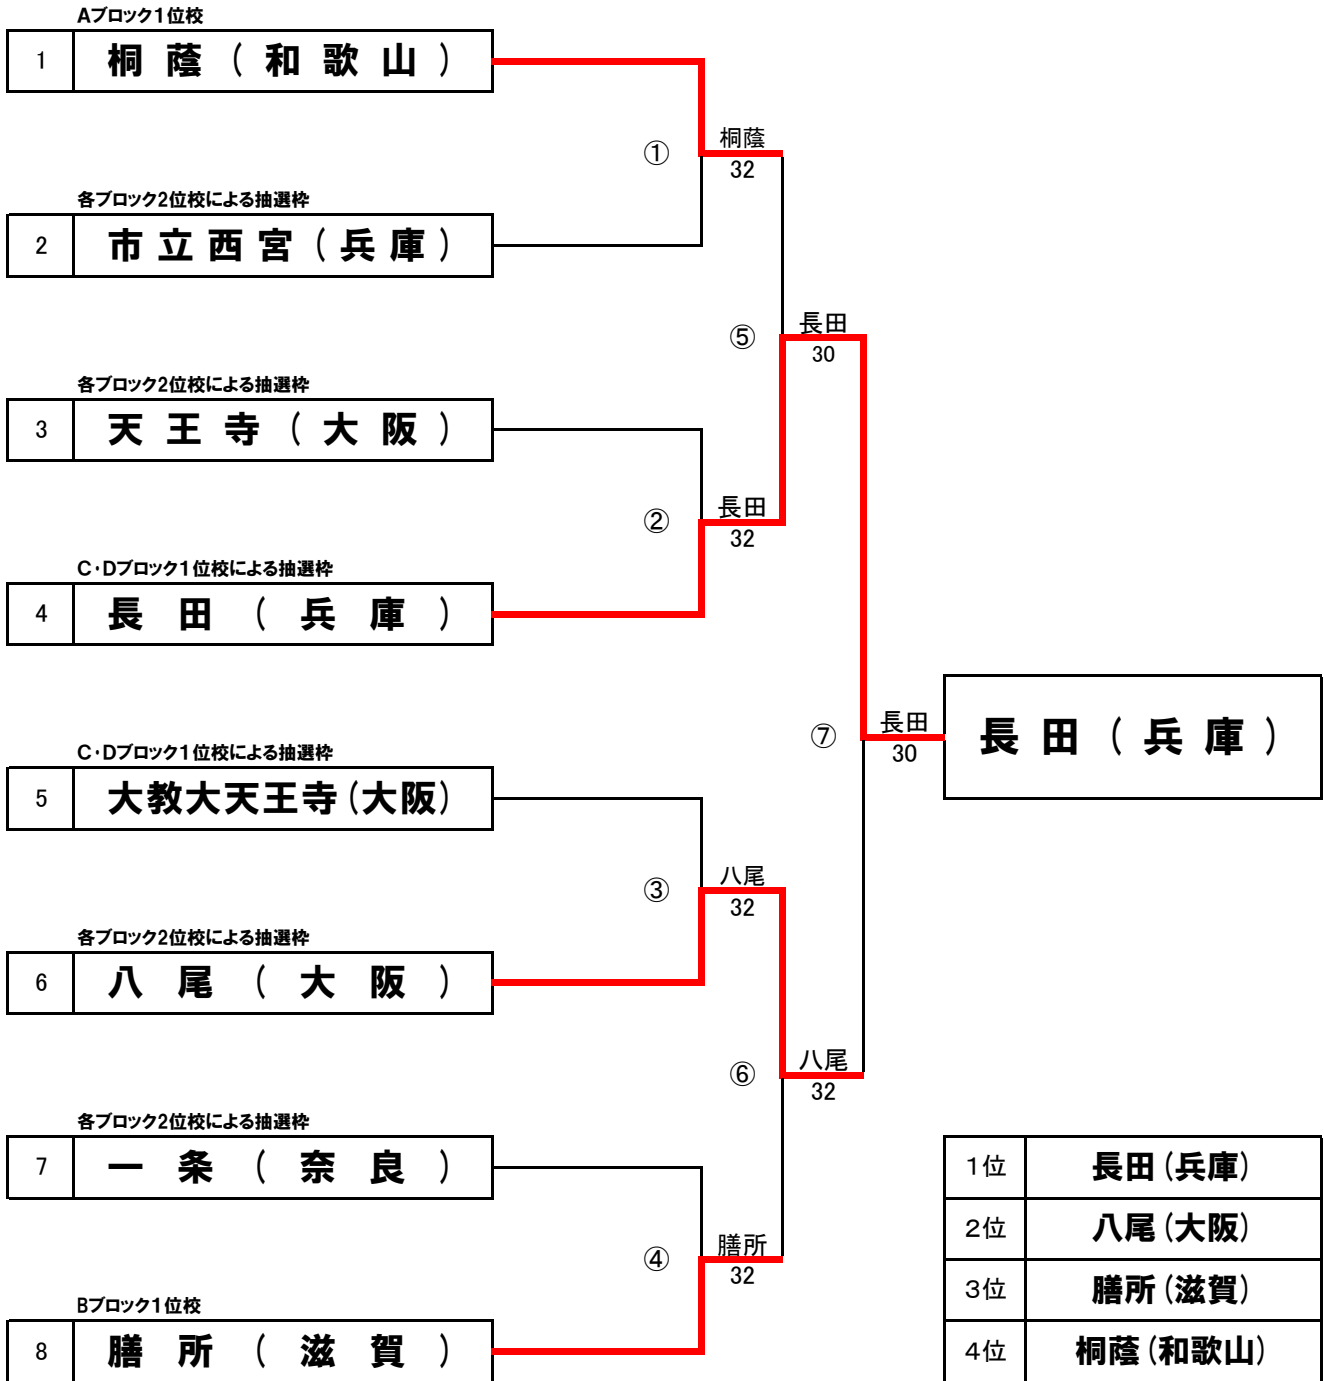 Aブロック1位校
1 桐蔭(和歌山)
桐蔭
① 32
各ブロック2位校による抽選枠
2 市立西宮(兵庫)
長田
⑤ 30
各ブロック2位校による抽選枠
3 天王寺(大阪)
長田
② 32
C・Dブロック1位校による抽選枠
4 長田(兵庫)
長田
⑦ 30
長田(兵庫)
C・Dブロック1位校による抽選枠
5 大教大天王寺(大阪)
八尾
③ 32
各ブロック2位校による抽選枠
6 八尾(大阪)
八尾
⑥ 32
各ブロック2位校による抽選枠
7 一条(奈良)
膳所
④ 32
Bブロック1位校
8 膳所(滋賀)
1位 長田(兵庫)
2位 八尾(大阪)
3位 膳所(滋賀)
4位 桐蔭(和歌山)